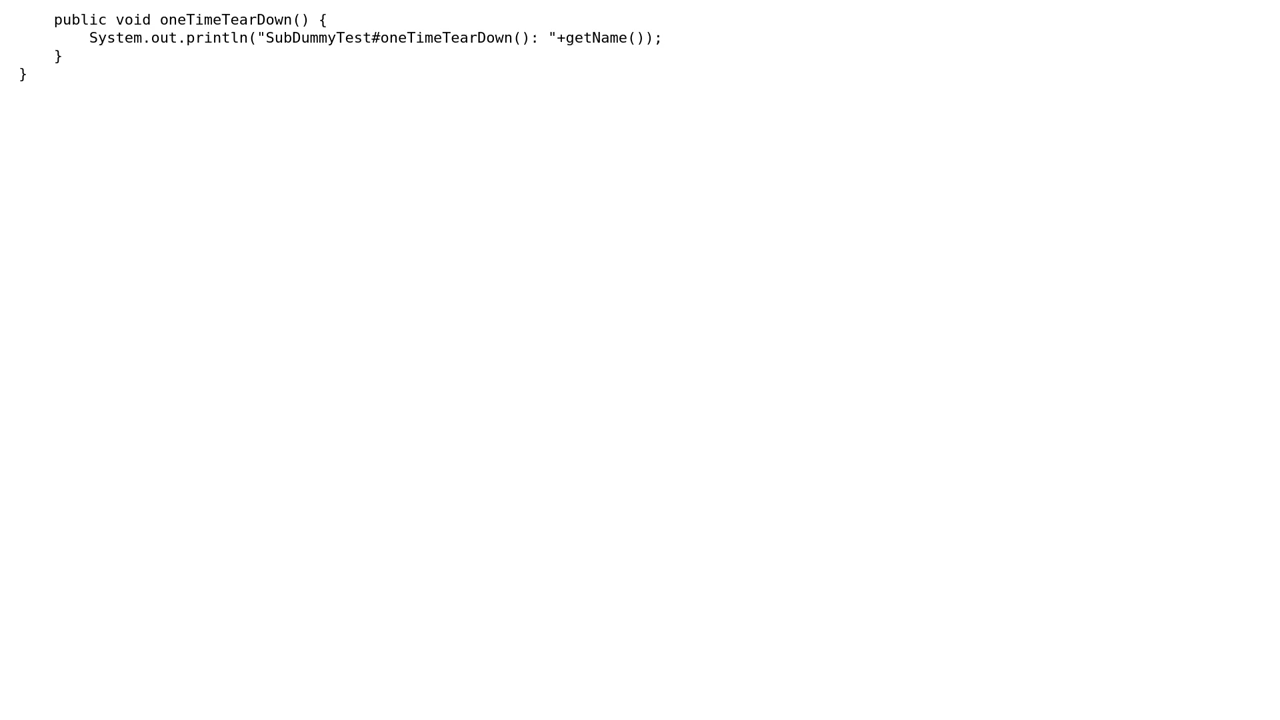 public void oneTimeTearDown() {
        System.out.println("SubDummyTest#oneTimeTearDown(): "+getName());
    }
}